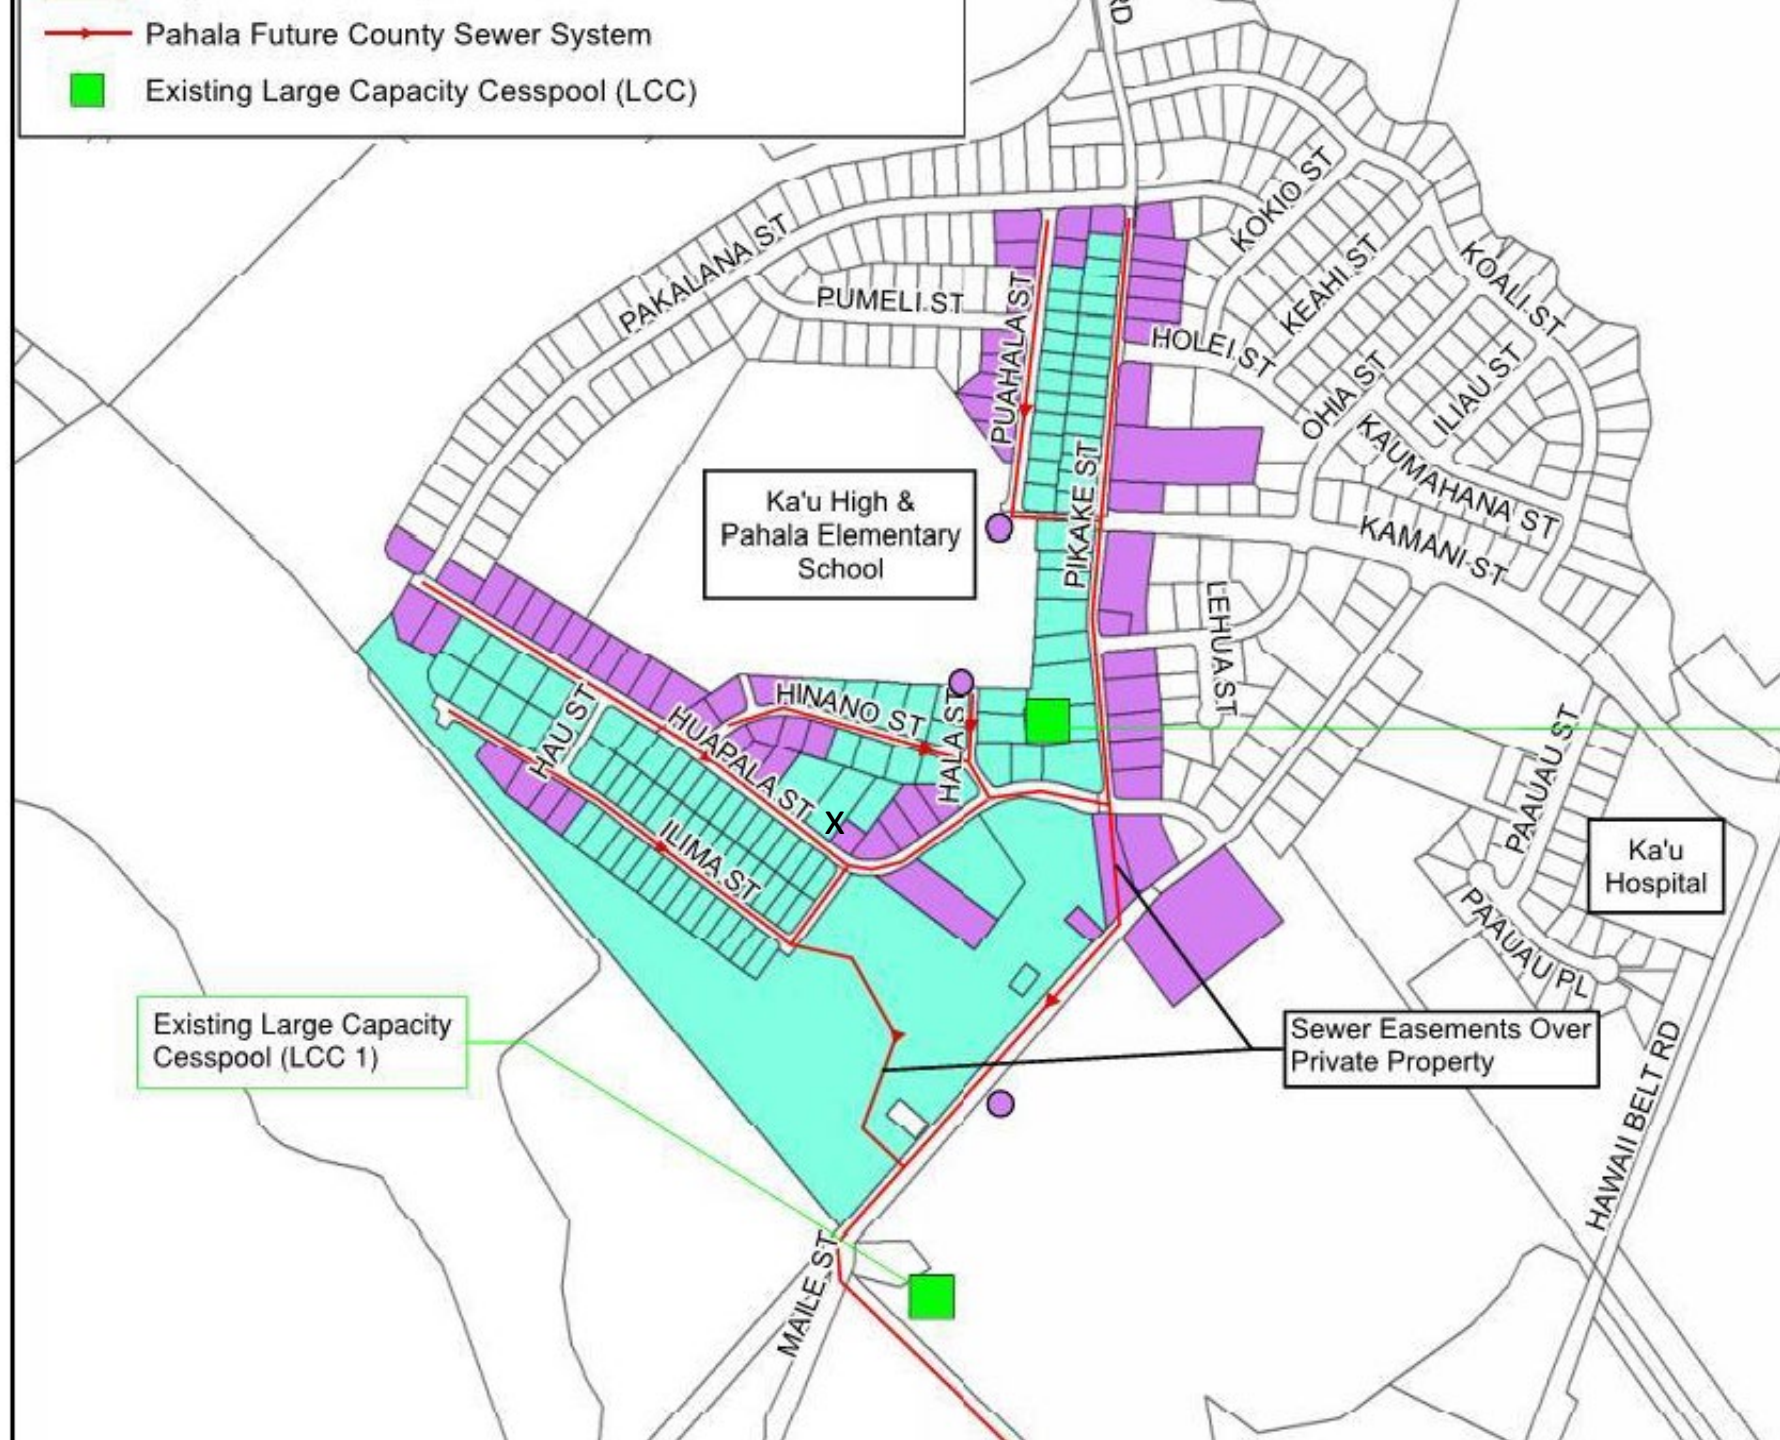 RD
Pahala Future County Sewer System
Existing Large Capacity Cesspool (LCC)
KOKIO ST
PAKALANA ST
PUMELI ST
PUAHALA ST
HOLEI ST
KEAHI ST
KOALI ST
OHIA ST
ILIAU ST
KAUMAHANA ST
KAMANI ST
PIKAKE ST
Ka'u High &
Pahala Elementary
School
LEHUA ST
HINANO ST
HALA ST
HAU ST
HUAPALA ST
X
ILIMA ST
PAAUAU ST
Ka'u
Hospital
PAAUAU PL
Existing Large Capacity
Cesspool (LCC 1)
Sewer Easements Over
Private Property
HAWAII BELT RD
MAILE ST